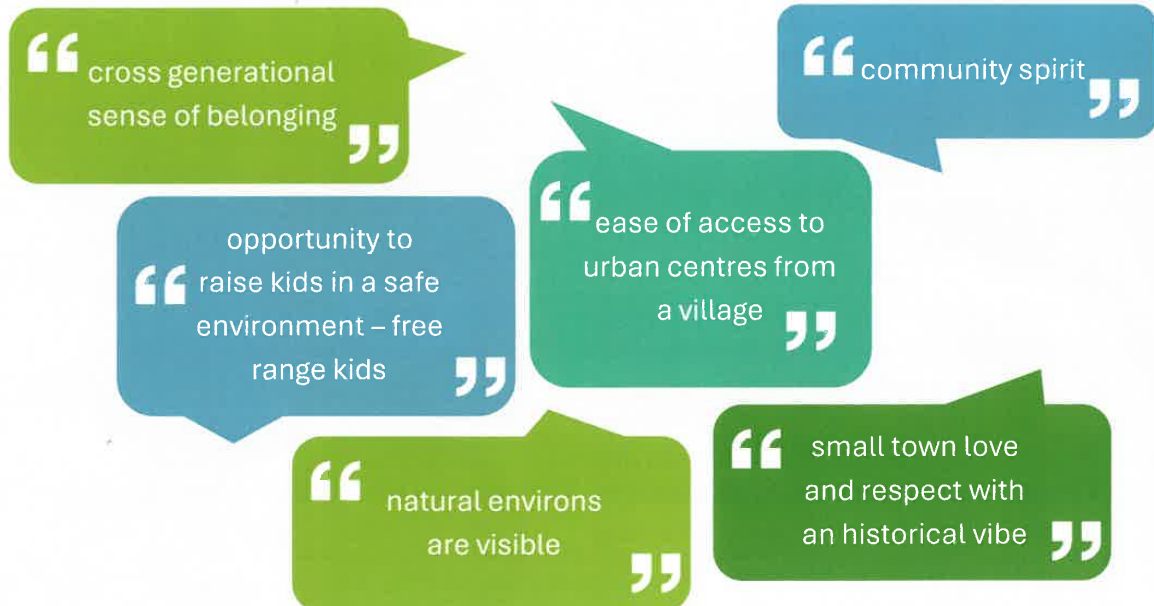 “ cross generational
sense of belonging ”
“ community spirit ”
“ ease of access to
urban centres from
a village ”
opportunity to
“ raise kids in a safe
environment – free
range kids ”
“ natural environs
are visible ”
“ small town love
and respect with
an historical vibe ”